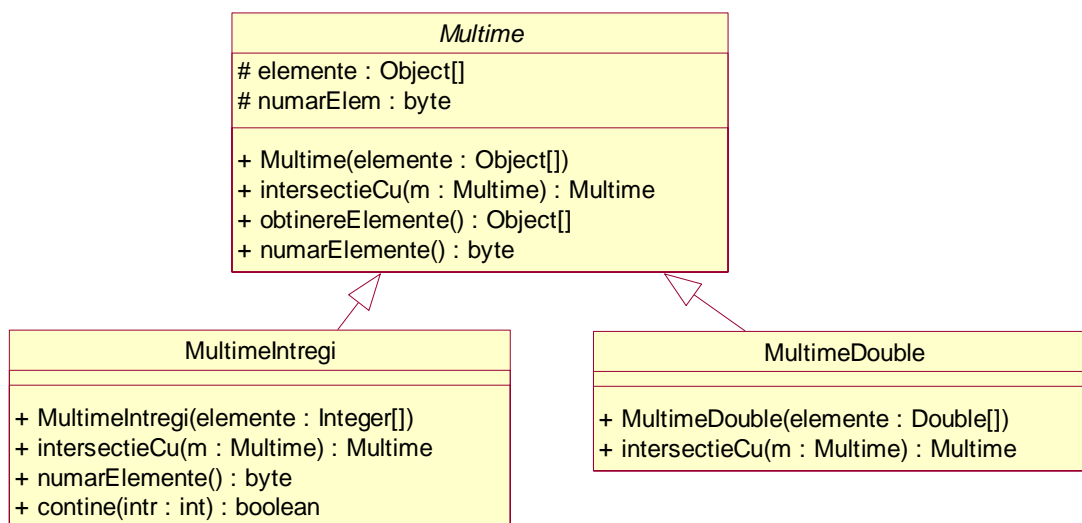 Multime
# elemente : Object[]
# numarElem : byte
+ Multime(elemente : Object[])
+ intersectieCu(m : Multime) : Multime
+ obtinereElemente() : Object[]
+ numarElemente() : byte
MultimeIntregi
+ MultimeIntregi(elemente : Integer[])
+ intersectieCu(m : Multime) : Multime
+ numarElemente() : byte
+ contine(intr : int) : boolean
MultimeDouble
+ MultimeDouble(elemente : Double[])
+ intersectieCu(m : Multime) : Multime